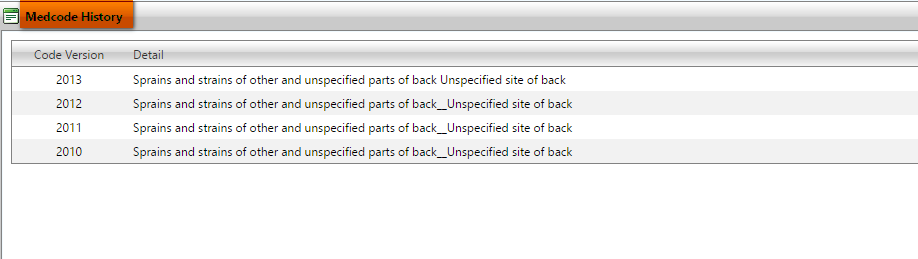 Medcode History
Code Version Detail
2013 Sprains and strains of other and unspecified parts of back Unspecified site of back
2012 Sprains and strains of other and unspecified parts of back__Unspecified site of back
2011 Sprains and strains of other and unspecified parts of back__Unspecified site of back
2010 Sprains and strains of other and unspecified parts of back__Unspecified site of back